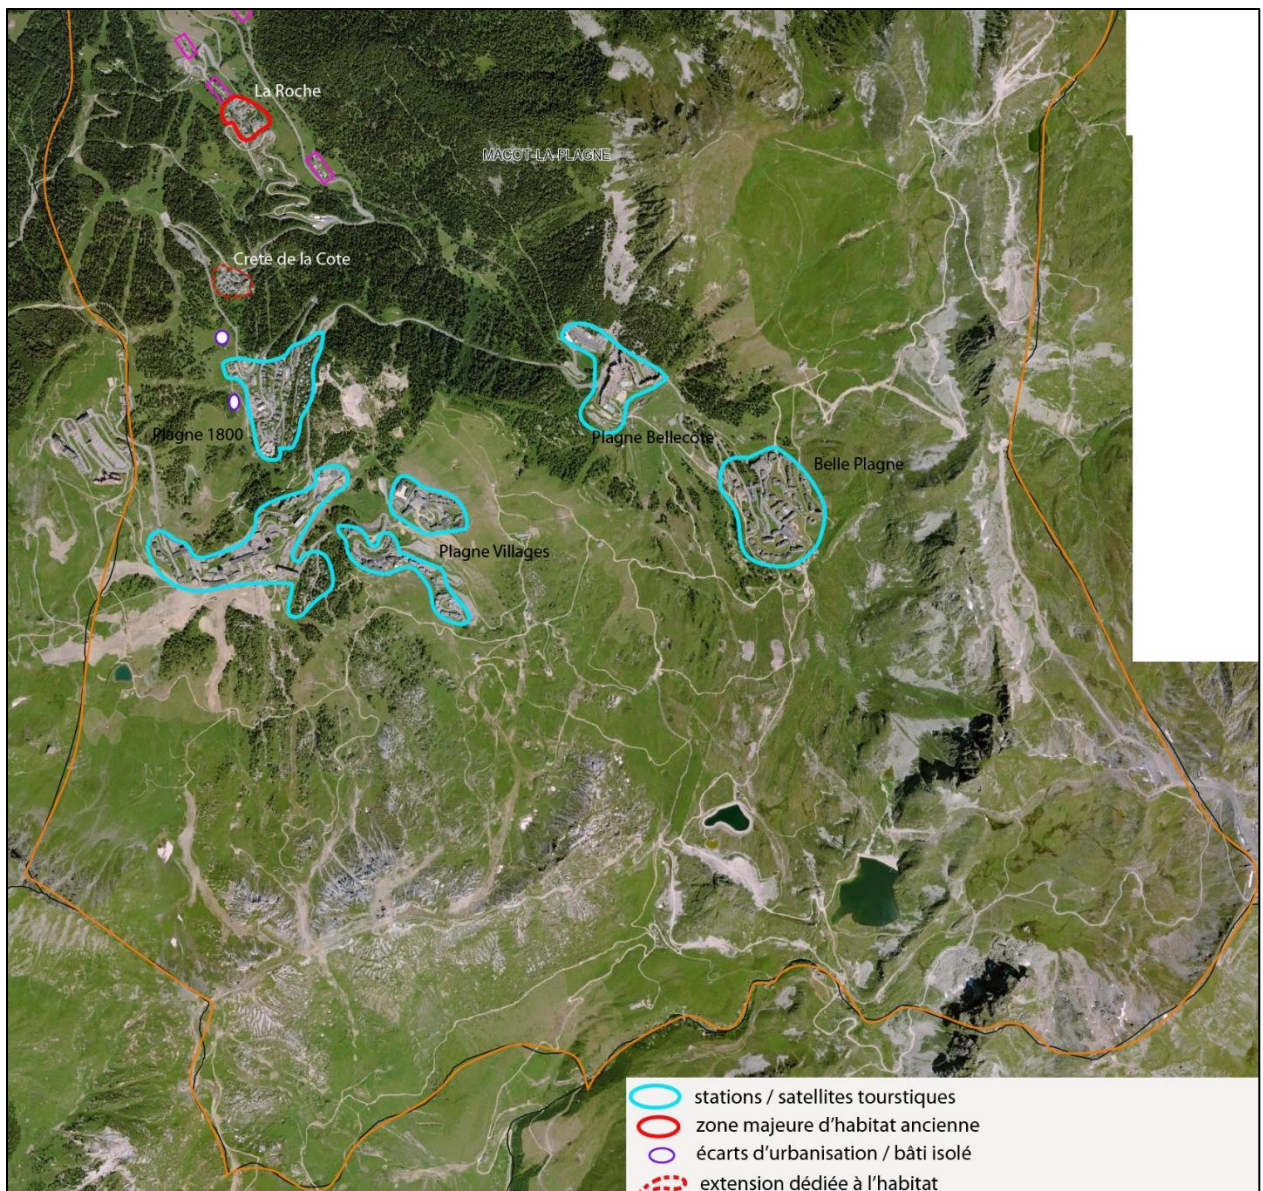 La Roche
MACOT-LA-PLAGNE
Crete de la Cote
Plagne 1800
Plagne Bellecote
Belle Plagne
Plagne Villages
stations / satellites tourstiques
zone majeure d'habitat ancienne
écarts d'urbanisation / bâti isolé
extension dédiée à l'habitat